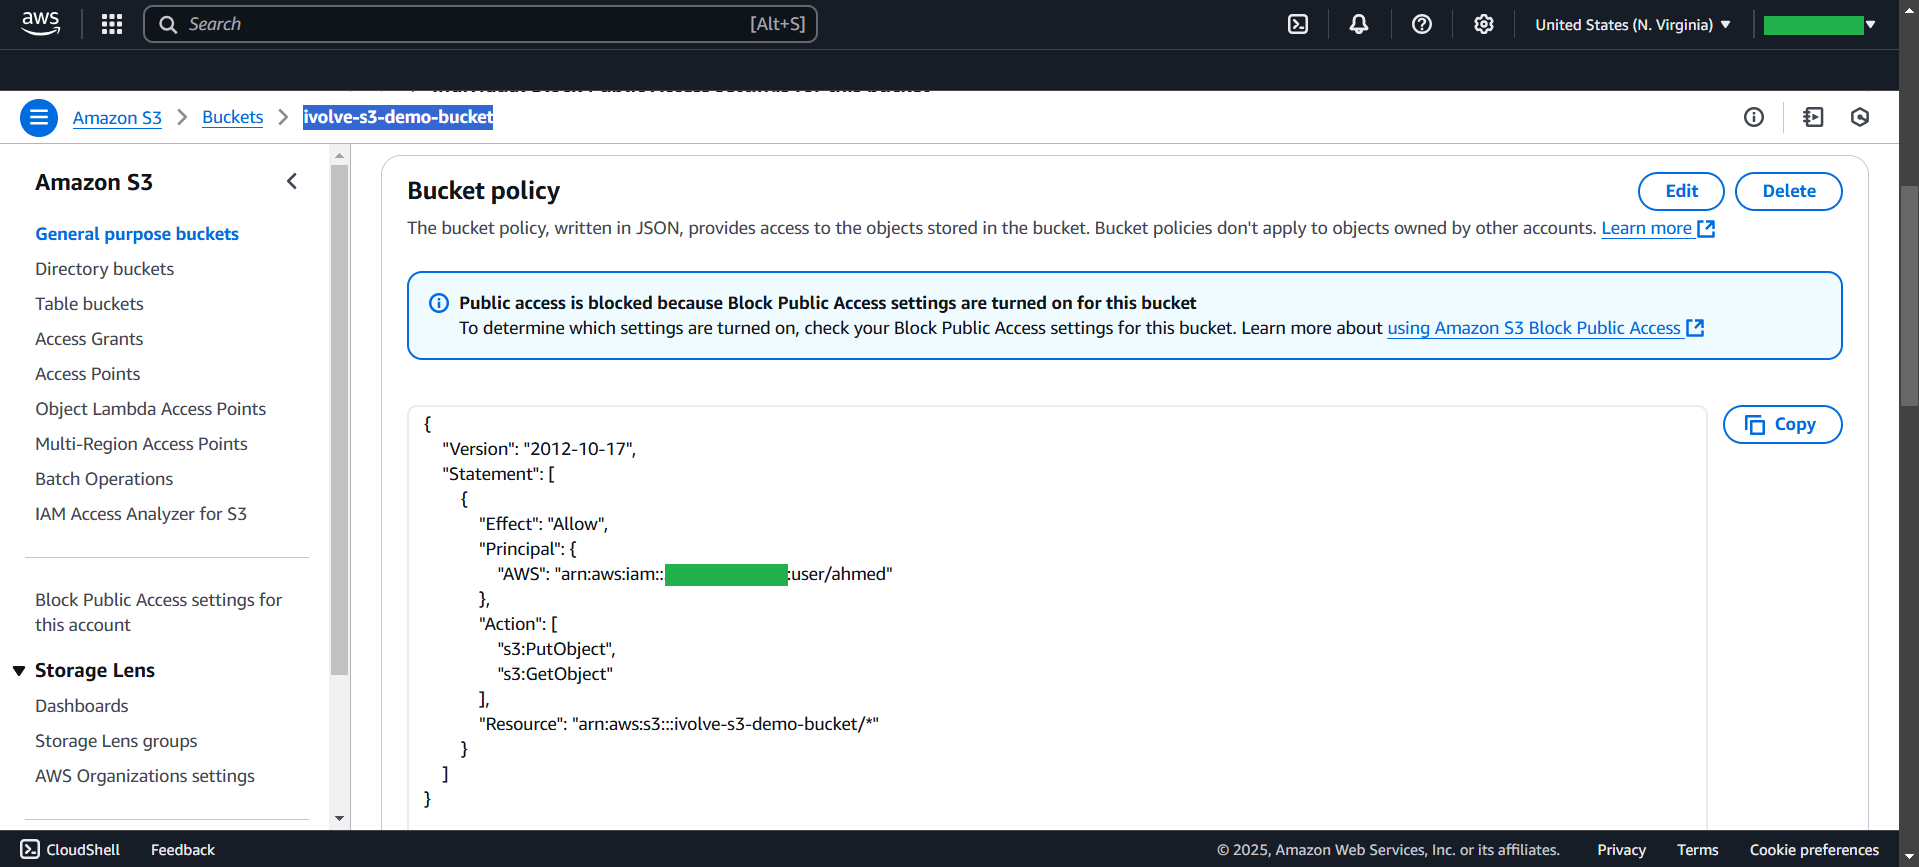 aws
Search
[Alt+S]
United States (N. Virginia)
Amazon S3
Buckets
ivolve-s3-demo-bucket
Amazon S3
General purpose buckets
Directory buckets
Table buckets
Access Grants
Access Points
Object Lambda Access Points
Multi-Region Access Points
Batch Operations
IAM Access Analyzer for S3
Block Public Access settings for
this account
Storage Lens
Dashboards
Storage Lens groups
AWS Organizations settings
Bucket policy
Edit
Delete
The bucket policy, written in JSON, provides access to the objects stored in the bucket. Bucket policies don't apply to objects owned by other accounts. Learn more
Public access is blocked because Block Public Access settings are turned on for this bucket
To determine which settings are turned on, check your Block Public Access settings for this bucket. Learn more about using Amazon S3 Block Public Access
Copy
{
"Version": "2012-10-17",
"Statement": [
{
"Effect": "Allow",
"Principal": {
"AWS": "arn:aws:iam:: :user/ahmed"
},
"Action": [
"s3:PutObject",
"s3:GetObject"
],
"Resource": "arn:aws:s3:::ivolve-s3-demo-bucket/*"
}
]
}
CloudShell
Feedback
© 2025, Amazon Web Services, Inc. or its affiliates.
Privacy
Terms
Cookie preferences